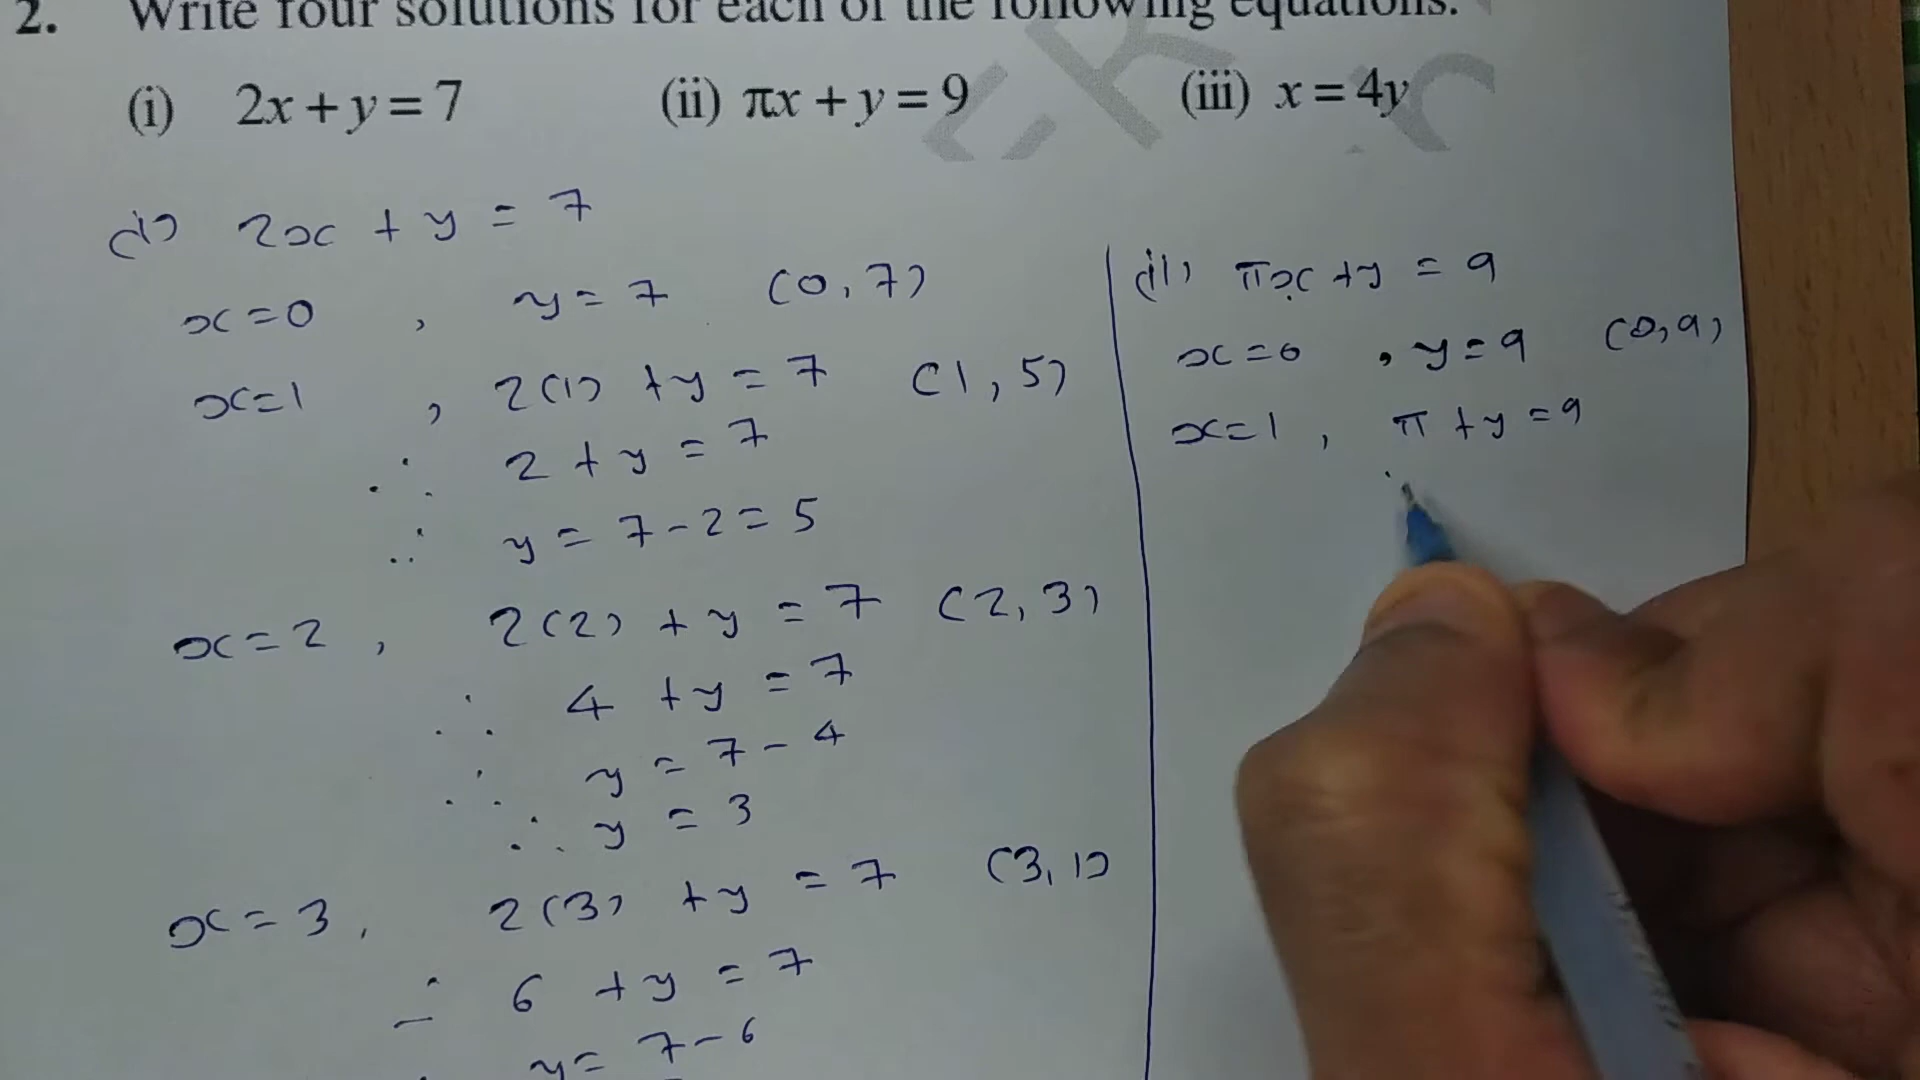 2. Write four solutions for each of the following equations.
(i) 2x + y = 7 (ii) πx + y = 9 (iii) x = 4y
(i) 2x + y = 7
x=0 , y = 7 (0,7)
x=1 , 2(1) +y = 7 (1,5)
∴ 2 + y = 7
∴ y = 7-2 = 5
x=2 , 2(2) + y = 7 (2,3)
∴ 4 +y = 7
∴ y = 7 - 4
∴ y = 3
x = 3 , 2(3) +y = 7 (3,1)
∴ 6 +y = 7
y = 7-6
(ii) πx +y = 9
x=0 , y=9 (0,9)
x=1 , π +y =9